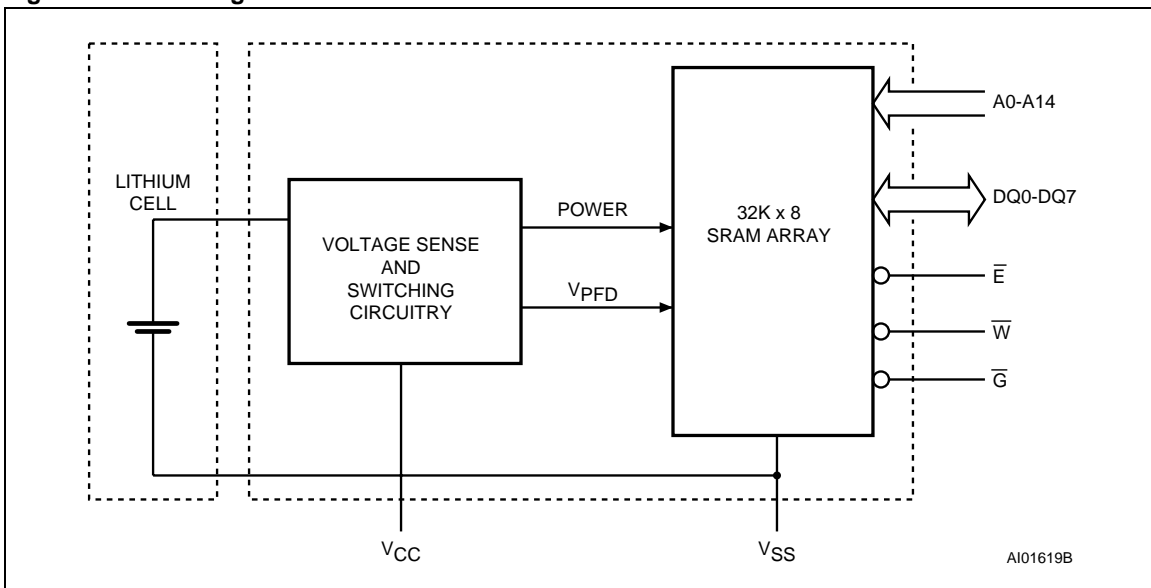 LITHIUM
CELL
VOLTAGE SENSE
AND
SWITCHING
CIRCUITRY
POWER
VPFD
32K x 8
SRAM ARRAY
A0-A14
DQ0-DQ7
E̅
W̅
G̅
VCC
VSS
AI01619B